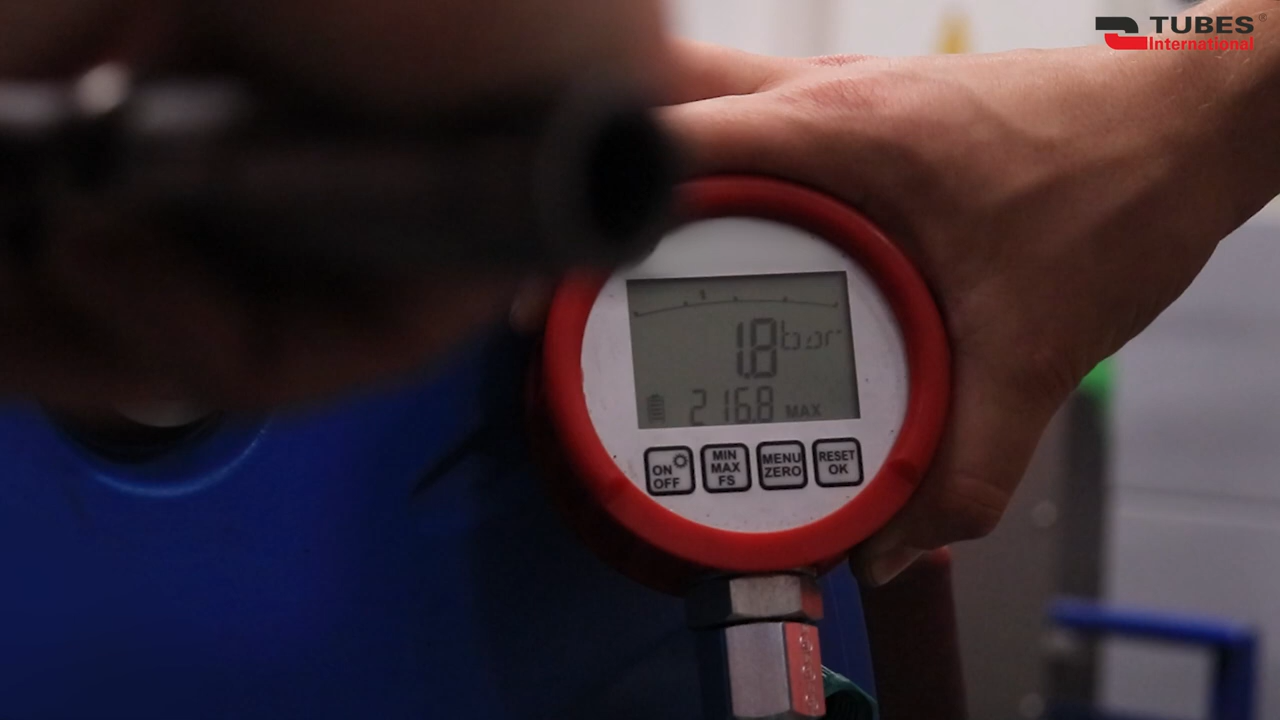 TUBES®
International
1.8 bar
216.8 MAX
ON
OFF
MIN
MAX
FS
MENU
ZERO
RESET
OK